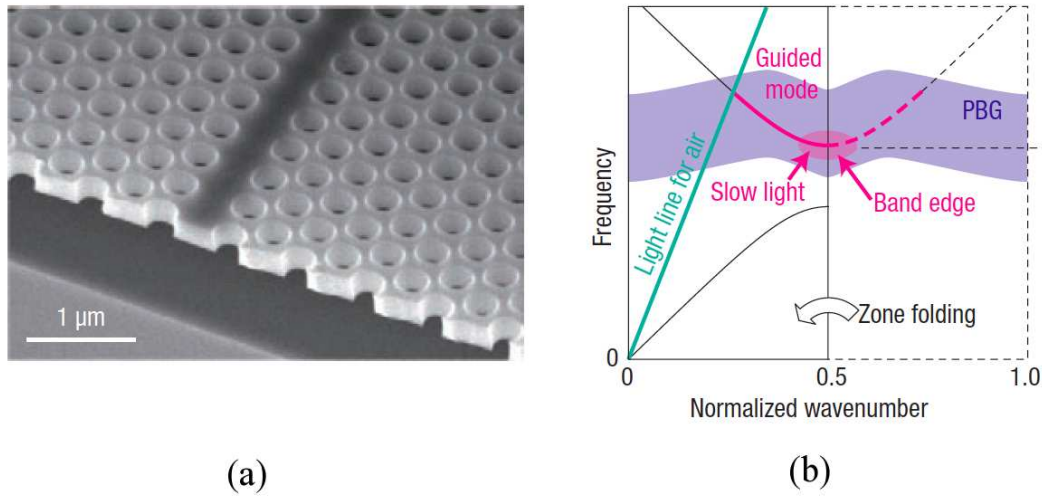 1 μm
Frequency
0
0
0.5
1.0
Normalized wavenumber
Light line for air
Guided
mode
PBG
Slow light
Band edge
Zone folding
(a)
(b)